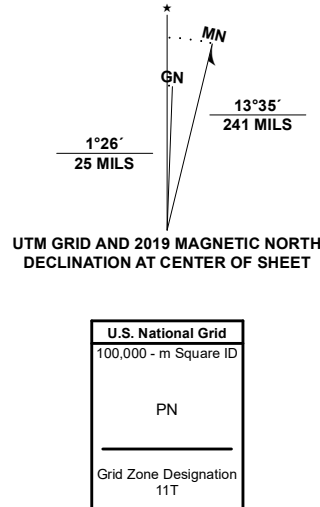 MN
GN
13°35´
241 MILS
1°26´
25 MILS
UTM GRID AND 2019 MAGNETIC NORTH
DECLINATION AT CENTER OF SHEET
U.S. National Grid
100,000 - m Square ID
PN
Grid Zone Designation
11T